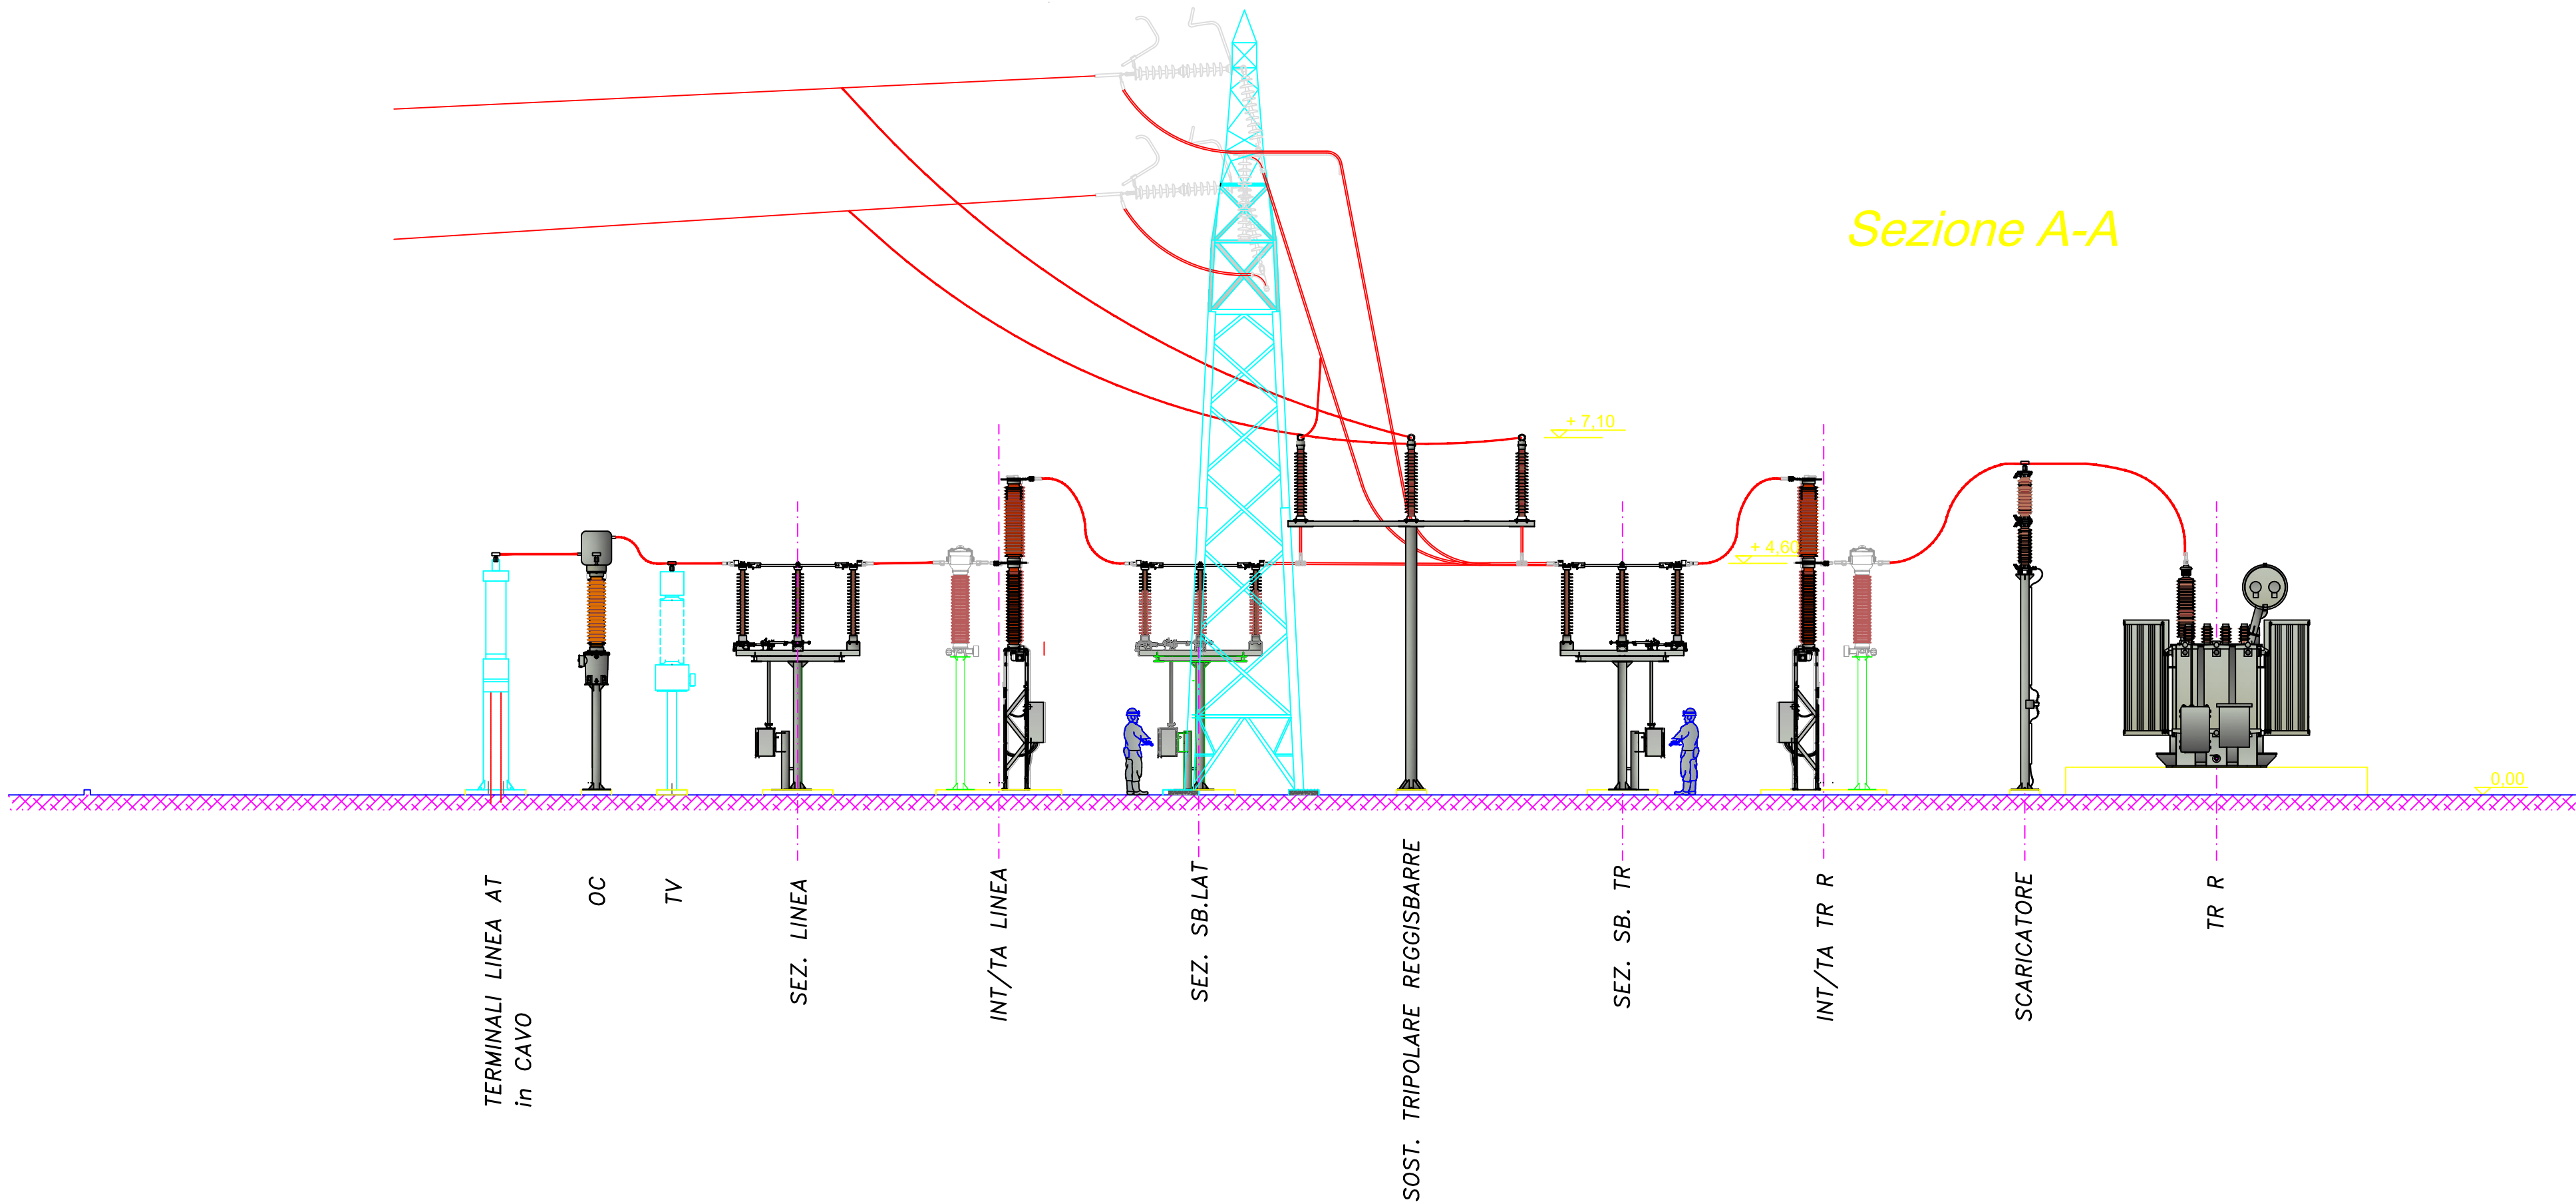 Sezione A-A
+ 7,10
+ 4,60
0,00
TERMINALI LINEA AT
in CAVO
OC
TV
SEZ. LINEA
INT/TA LINEA
SEZ. SB.LAT
SOST. TRIPOLARE REGGISBARRE
SEZ. SB. TR
INT/TA TR R
SCARICATORE
TR R